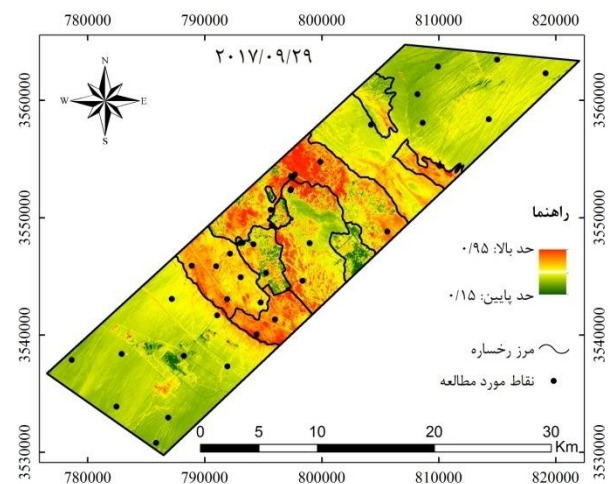 780000 790000 800000 810000 820000
۲۰۱۷/۰۹/۲۹
N
W E
S
3560000 3560000
3550000 3550000
3540000 3540000
3530000 3530000
راهنما
حد بالا: ۰/۹۵
حد پایین: ۰/۱۵
مرز رخساره
نقاط مورد مطالعه
0 5 10 20 30
Km
780000 790000 800000 810000 820000